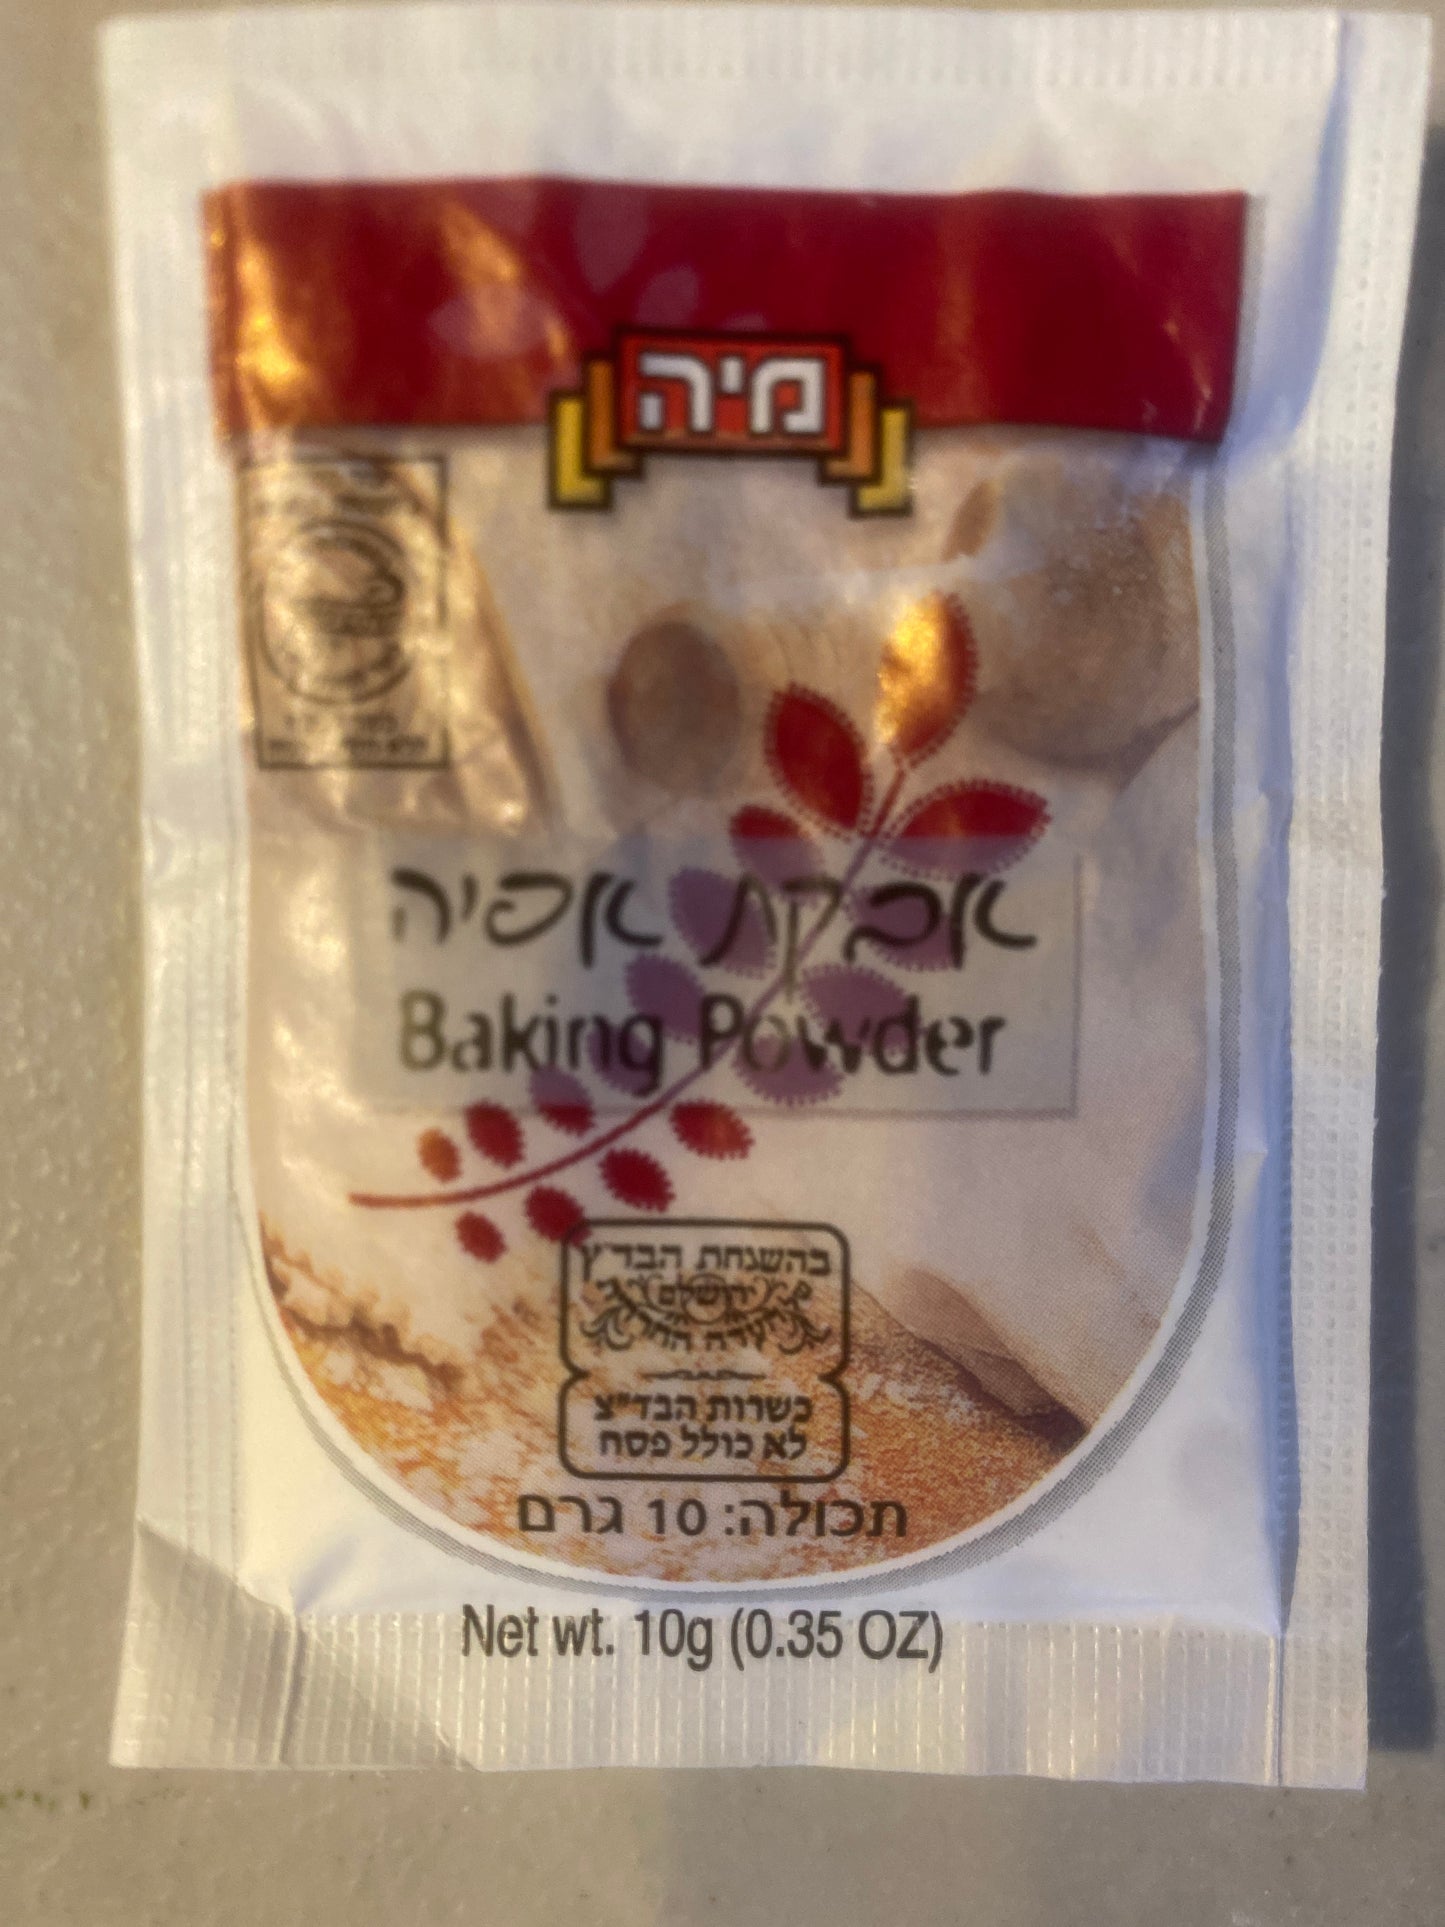 מיה
אבקת אפיה
Baking Powder
בהשגחת הבד״ץ
ירושלם
העדה החרדית
כשרות הבד״צ
לא כולל פסח
תכולה: 10 גרם
Net wt. 10g (0.35 OZ)